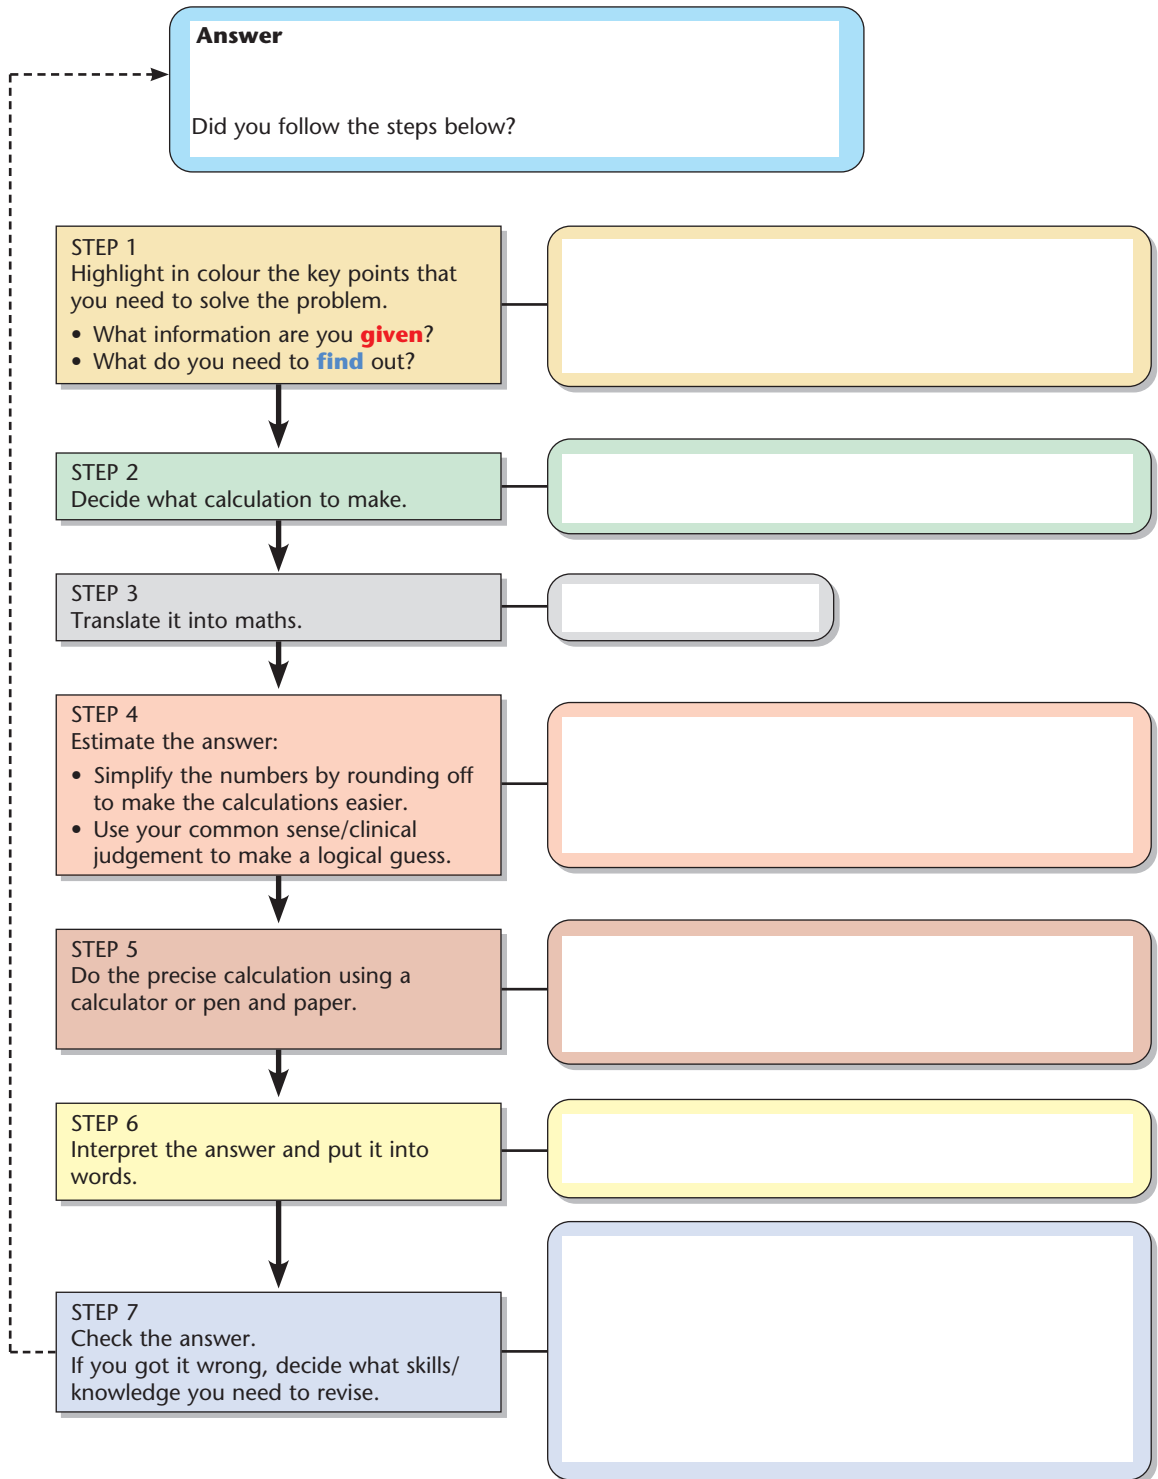 Answer
Did you follow the steps below?
STEP 1
Highlight in colour the key points that
you need to solve the problem.
• What information are you given?
• What do you need to find out?
STEP 2
Decide what calculation to make.
STEP 3
Translate it into maths.
STEP 4
Estimate the answer:
• Simplify the numbers by rounding off
to make the calculations easier.
• Use your common sense/clinical
judgement to make a logical guess.
STEP 5
Do the precise calculation using a
calculator or pen and paper.
STEP 6
Interpret the answer and put it into
words.
STEP 7
Check the answer.
If you got it wrong, decide what skills/
knowledge you need to revise.